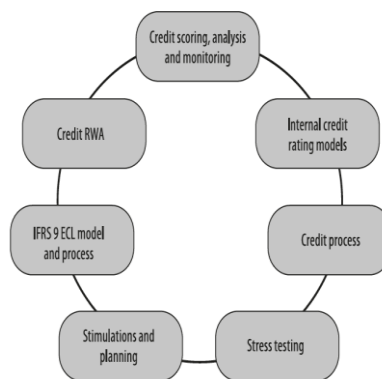 Credit scoring, analysis
and monitoring
Internal credit
rating models
Credit process
Stress testing
Stimulations and
planning
IFRS 9 ECL model
and process
Credit RWA